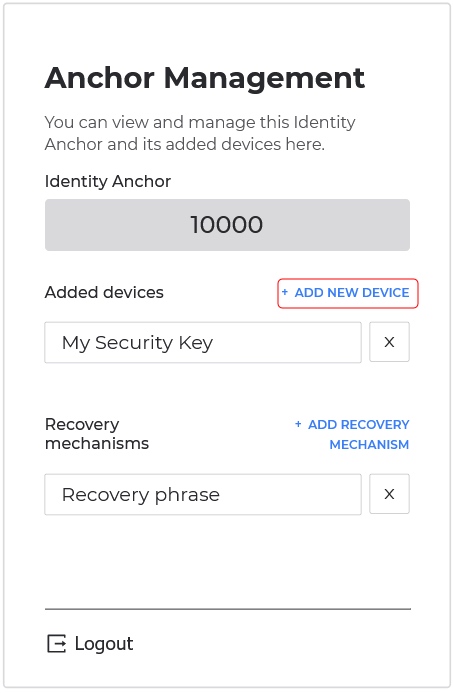 Anchor Management
You can view and manage this Identity
Anchor and its added devices here.
Identity Anchor
10000
Added devices
+ ADD NEW DEVICE
My Security Key
X
Recovery
mechanisms
+ ADD RECOVERY
MECHANISM
Recovery phrase
X
Logout